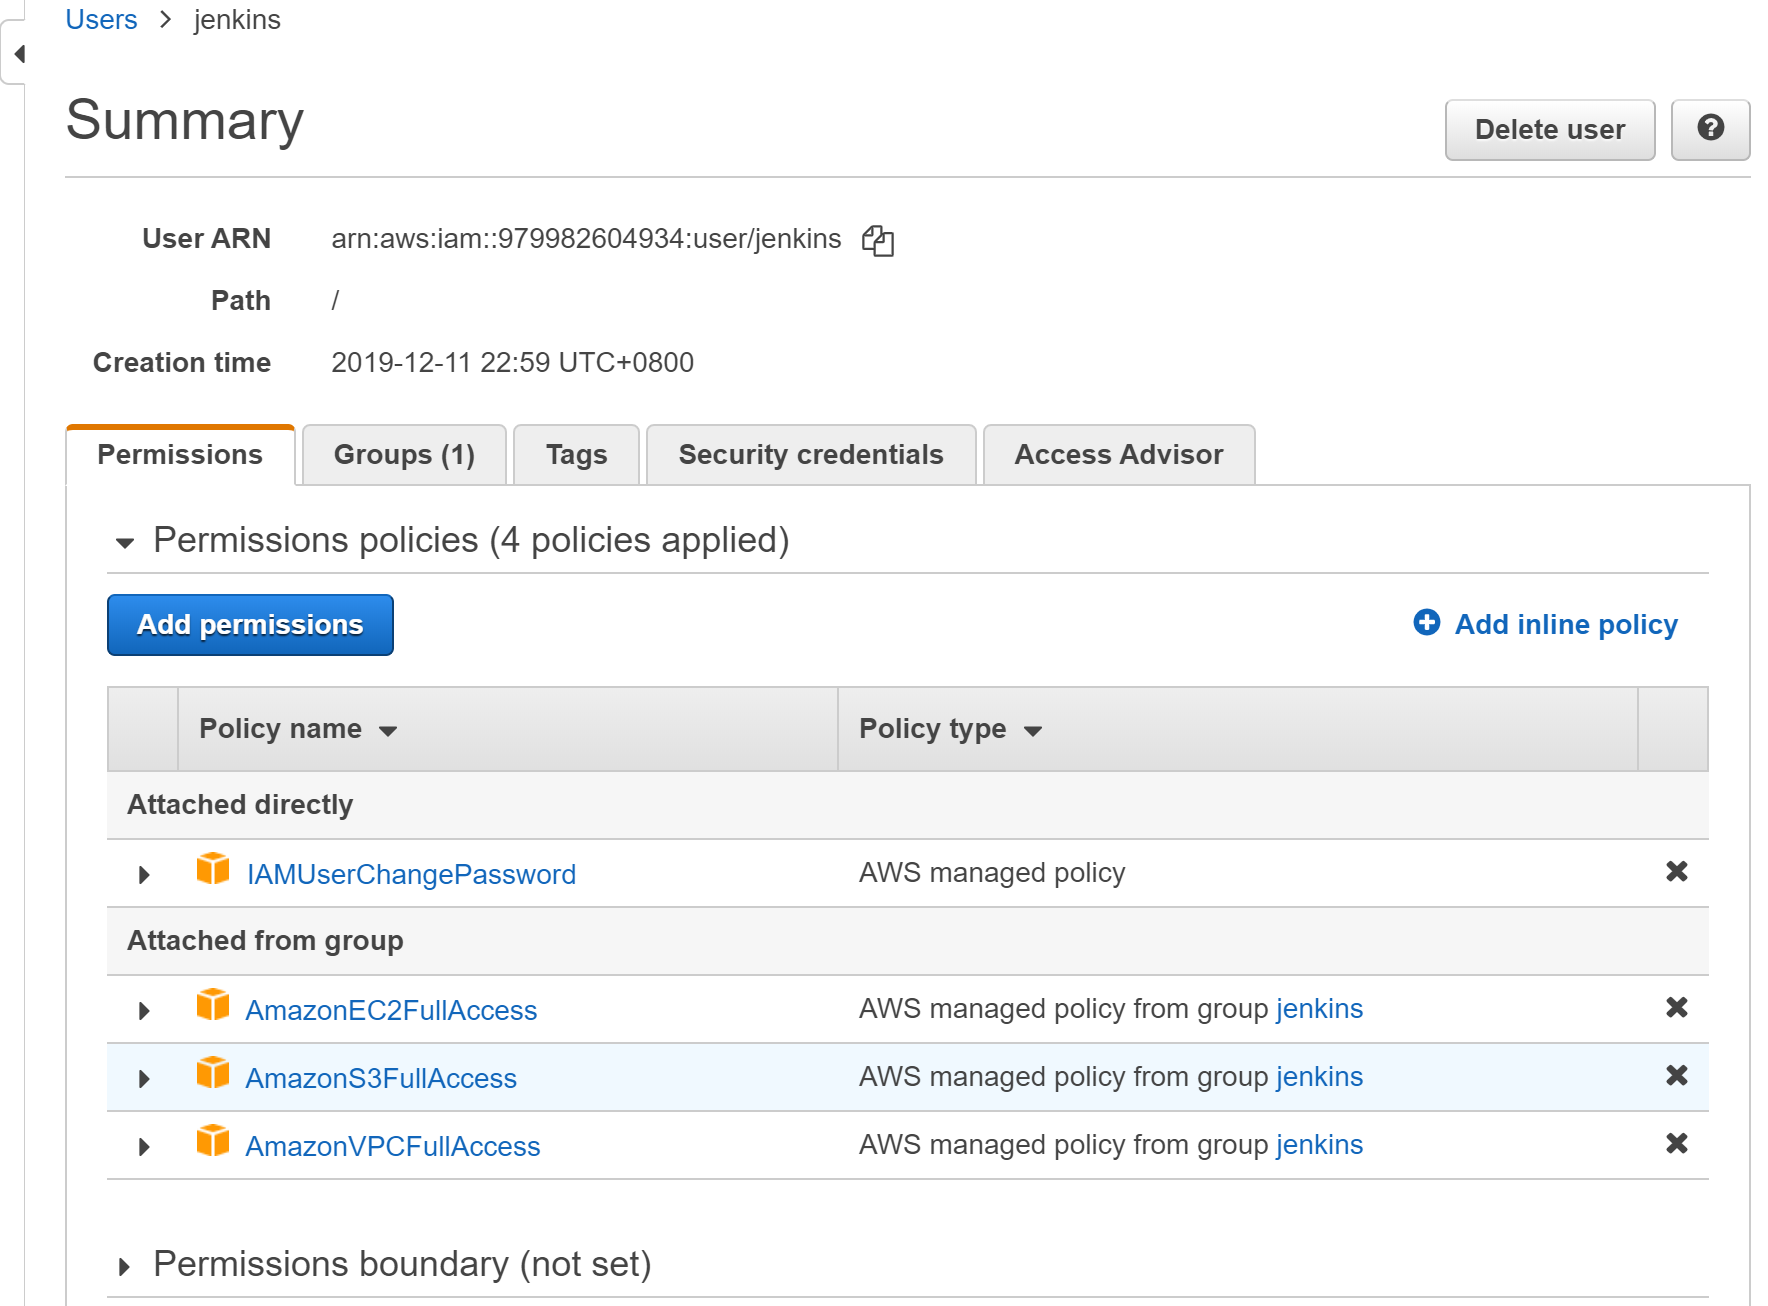 Users > jenkins
Summary
Delete user
User ARN arn:aws:iam::979982604934:user/jenkins
Path /
Creation time 2019-12-11 22:59 UTC+0800
Permissions Groups (1) Tags Security credentials Access Advisor
Permissions policies (4 policies applied)
Add permissions Add inline policy
Policy name Policy type
Attached directly
IAMUserChangePassword AWS managed policy
Attached from group
AmazonEC2FullAccess AWS managed policy from group jenkins
AmazonS3FullAccess AWS managed policy from group jenkins
AmazonVPCFullAccess AWS managed policy from group jenkins
Permissions boundary (not set)